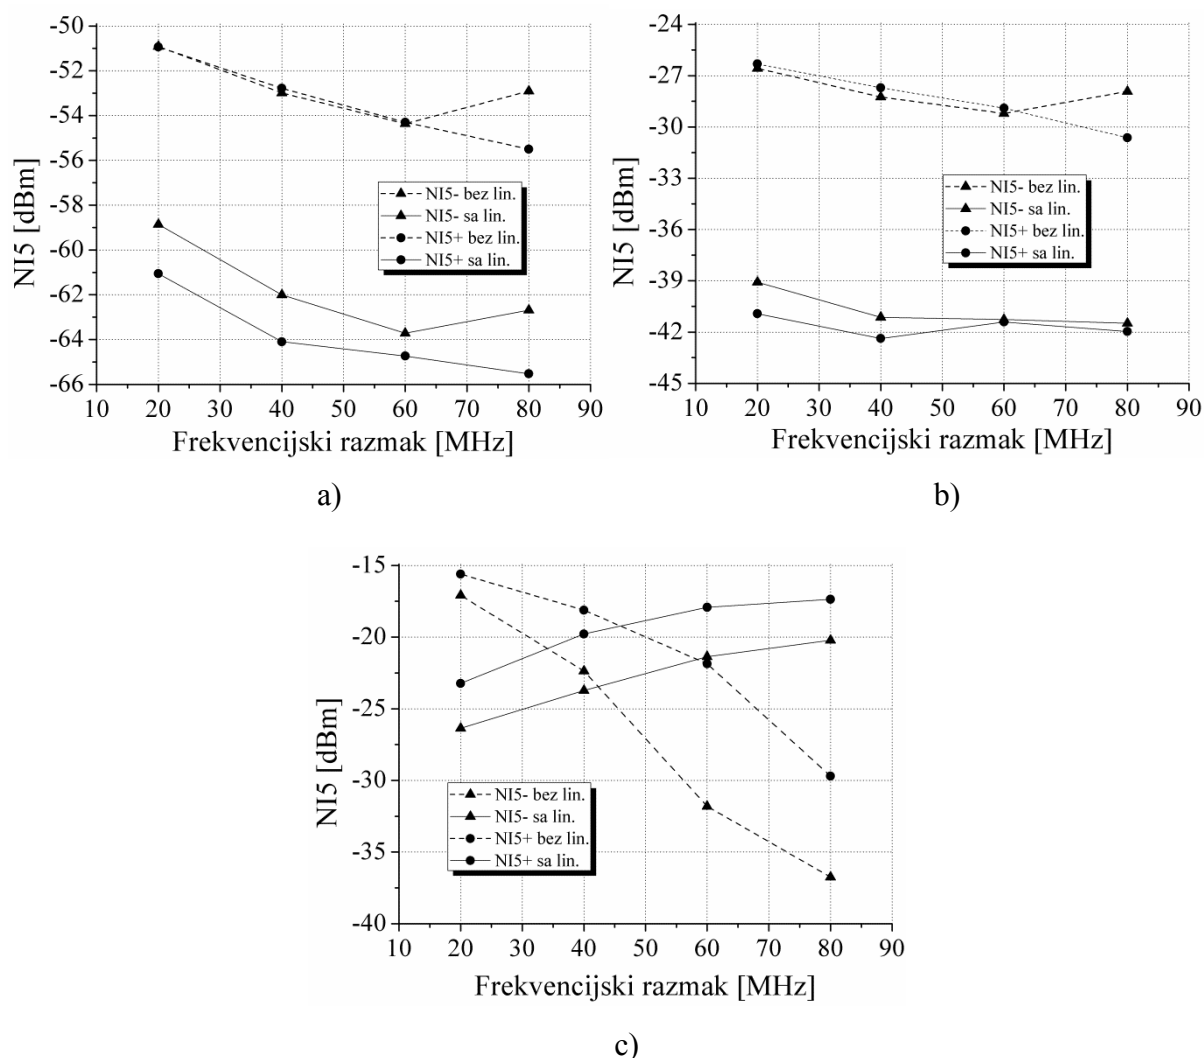 -50
-52
-54
-56
-58
-60
-62
-64
-66
NI5 [dBm]
NI5- bez lin.
NI5- sa lin.
NI5+ bez lin.
NI5+ sa lin.
10 20 30 40 50 60 70 80 90
Frekvencijski razmak [MHz]
a)
-24
-27
-30
-33
-36
-39
-42
-45
NI5 [dBm]
NI5- bez lin.
NI5- sa lin.
NI5+ bez lin.
NI5+ sa lin.
10 20 30 40 50 60 70 80 90
Frekvencijski razmak [MHz]
b)
-15
-20
-25
-30
-35
-40
NI5 [dBm]
NI5- bez lin.
NI5- sa lin.
NI5+ bez lin.
NI5+ sa lin.
10 20 30 40 50 60 70 80 90
Frekvencijski razmak [MHz]
c)